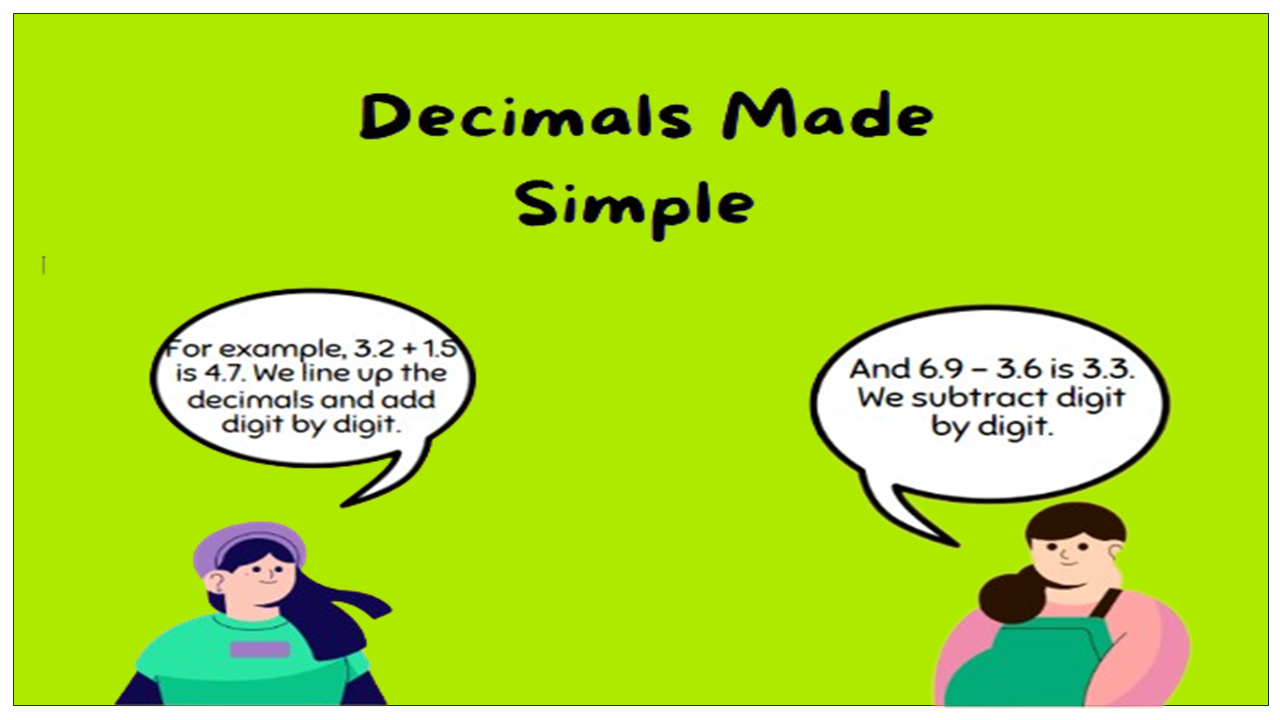 Decimals Made
Simple
For example, 3.2 + 1.5
is 4.7. We line up the
decimals and add
digit by digit.
And 6.9 – 3.6 is 3.3.
We subtract digit
by digit.